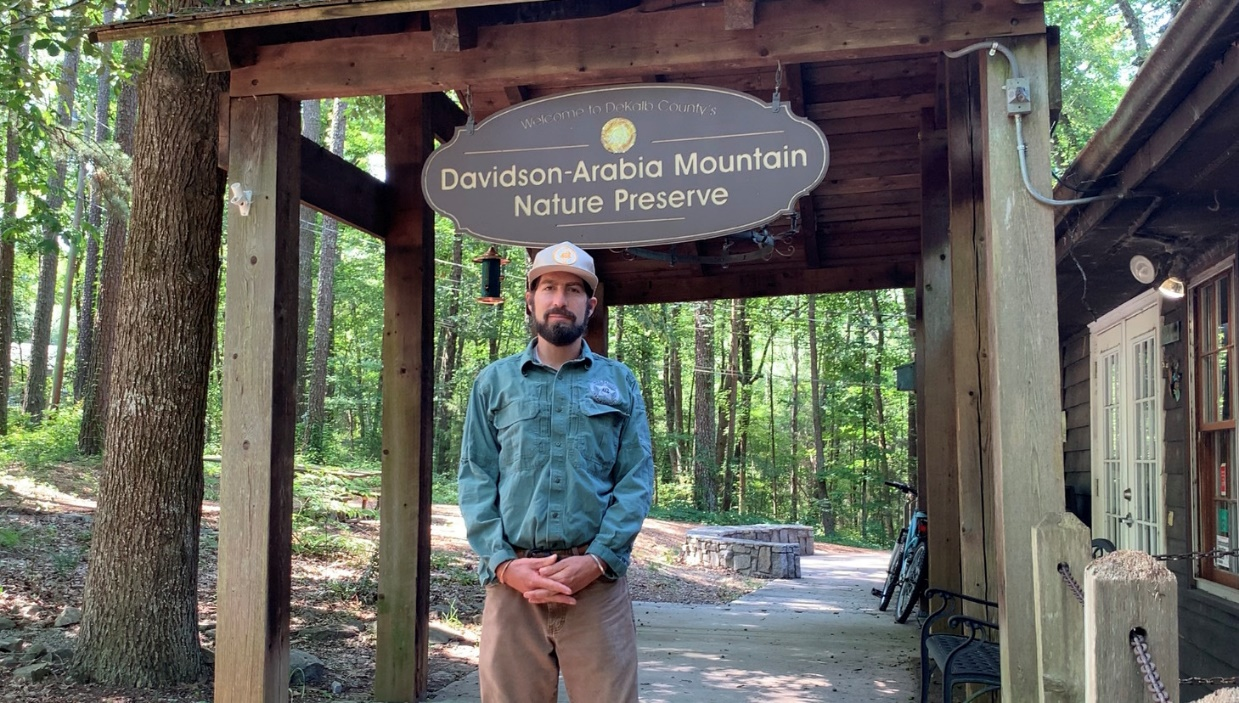 Welcome to DeKalb County's
Davidson-Arabia Mountain
Nature Preserve